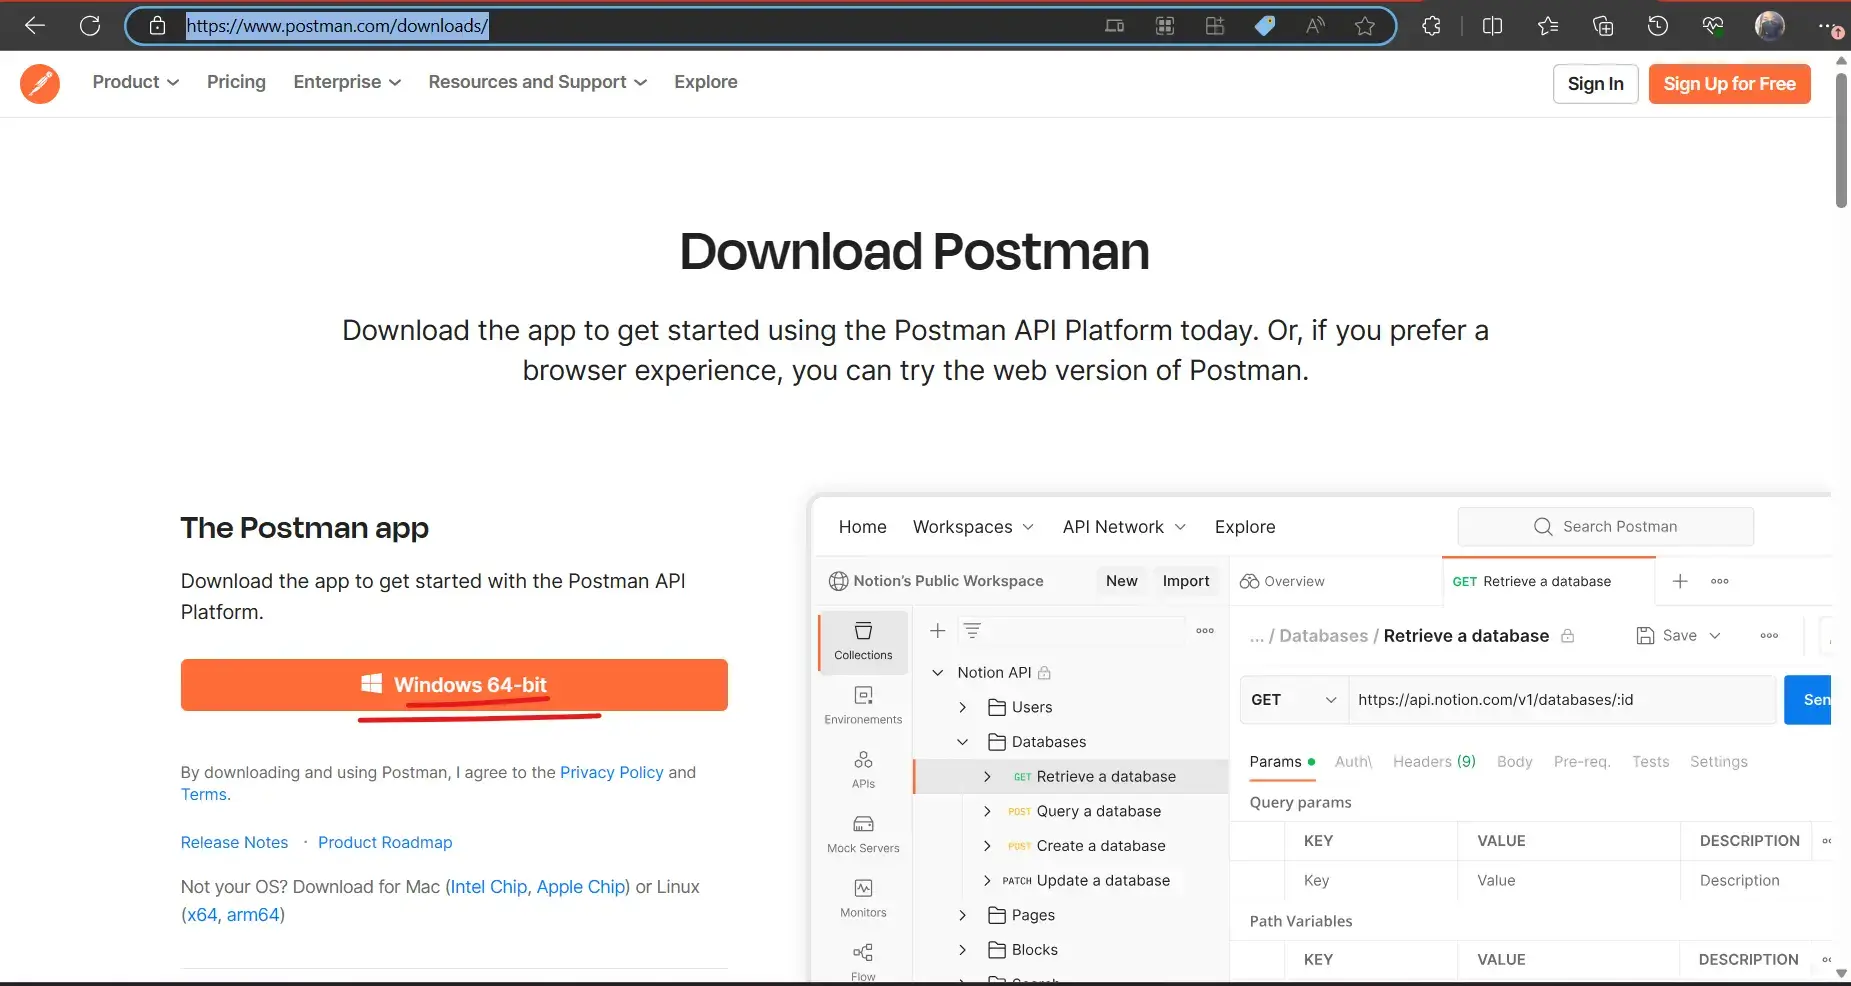 https://www.postman.com/downloads/
Product Pricing Enterprise Resources and Support Explore Sign In Sign Up for Free
Download Postman
Download the app to get started using the Postman API Platform today. Or, if you prefer a
browser experience, you can try the web version of Postman.
The Postman app
Download the app to get started with the Postman API
Platform.
Windows 64-bit
By downloading and using Postman, I agree to the Privacy Policy and
Terms.
Release Notes · Product Roadmap
Not your OS? Download for Mac (Intel Chip, Apple Chip) or Linux
(x64, arm64)
Home Workspaces API Network Explore Search Postman
Notion's Public Workspace New Import
Overview GET Retrieve a database
Collections
Environements
APIs
Mock Servers
Monitors
Flow
Notion API
Users
Databases
GET Retrieve a database
POST Query a database
POST Create a database
PATCH Update a database
Pages
Blocks
Search
... / Databases / Retrieve a database Save
GET https://api.notion.com/v1/databases/:id Sen
Params Auth\ Headers (9) Body Pre-req. Tests Settings
Query params
KEY VALUE DESCRIPTION
Key Value Description
Path Variables
KEY VALUE DESCRIPTION